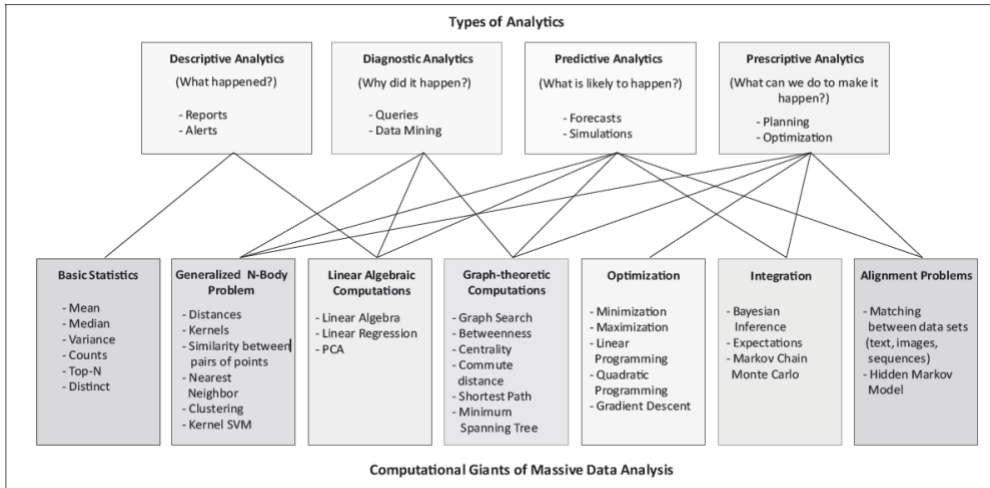 Types of Analytics
Descriptive Analytics
(What happened?)
- Reports
- Alerts
Diagnostic Analytics
(Why did it happen?)
- Queries
- Data Mining
Predictive Analytics
(What is likely to happen?)
- Forecasts
- Simulations
Prescriptive Analytics
(What can we do to make it
happen?)
- Planning
- Optimization
Basic Statistics
- Mean
- Median
- Variance
- Counts
- Top-N
- Distinct
Generalized N-Body
Problem
- Distances
- Kernels
- Similarity between
pairs of points
- Nearest
Neighbor
- Clustering
- Kernel SVM
Linear Algebraic
Computations
- Linear Algebra
- Linear Regression
- PCA
Graph-theoretic
Computations
- Graph Search
- Betweenness
- Centrality
- Commute
distance
- Shortest Path
- Minimum
Spanning Tree
Optimization
- Minimization
- Maximization
- Linear
Programming
- Quadratic
Programming
- Gradient Descent
Integration
- Bayesian
Inference
- Expectations
- Markov Chain
Monte Carlo
Alignment Problems
- Matching
between data sets
(text, images,
sequences)
- Hidden Markov
Model
Computational Giants of Massive Data Analysis